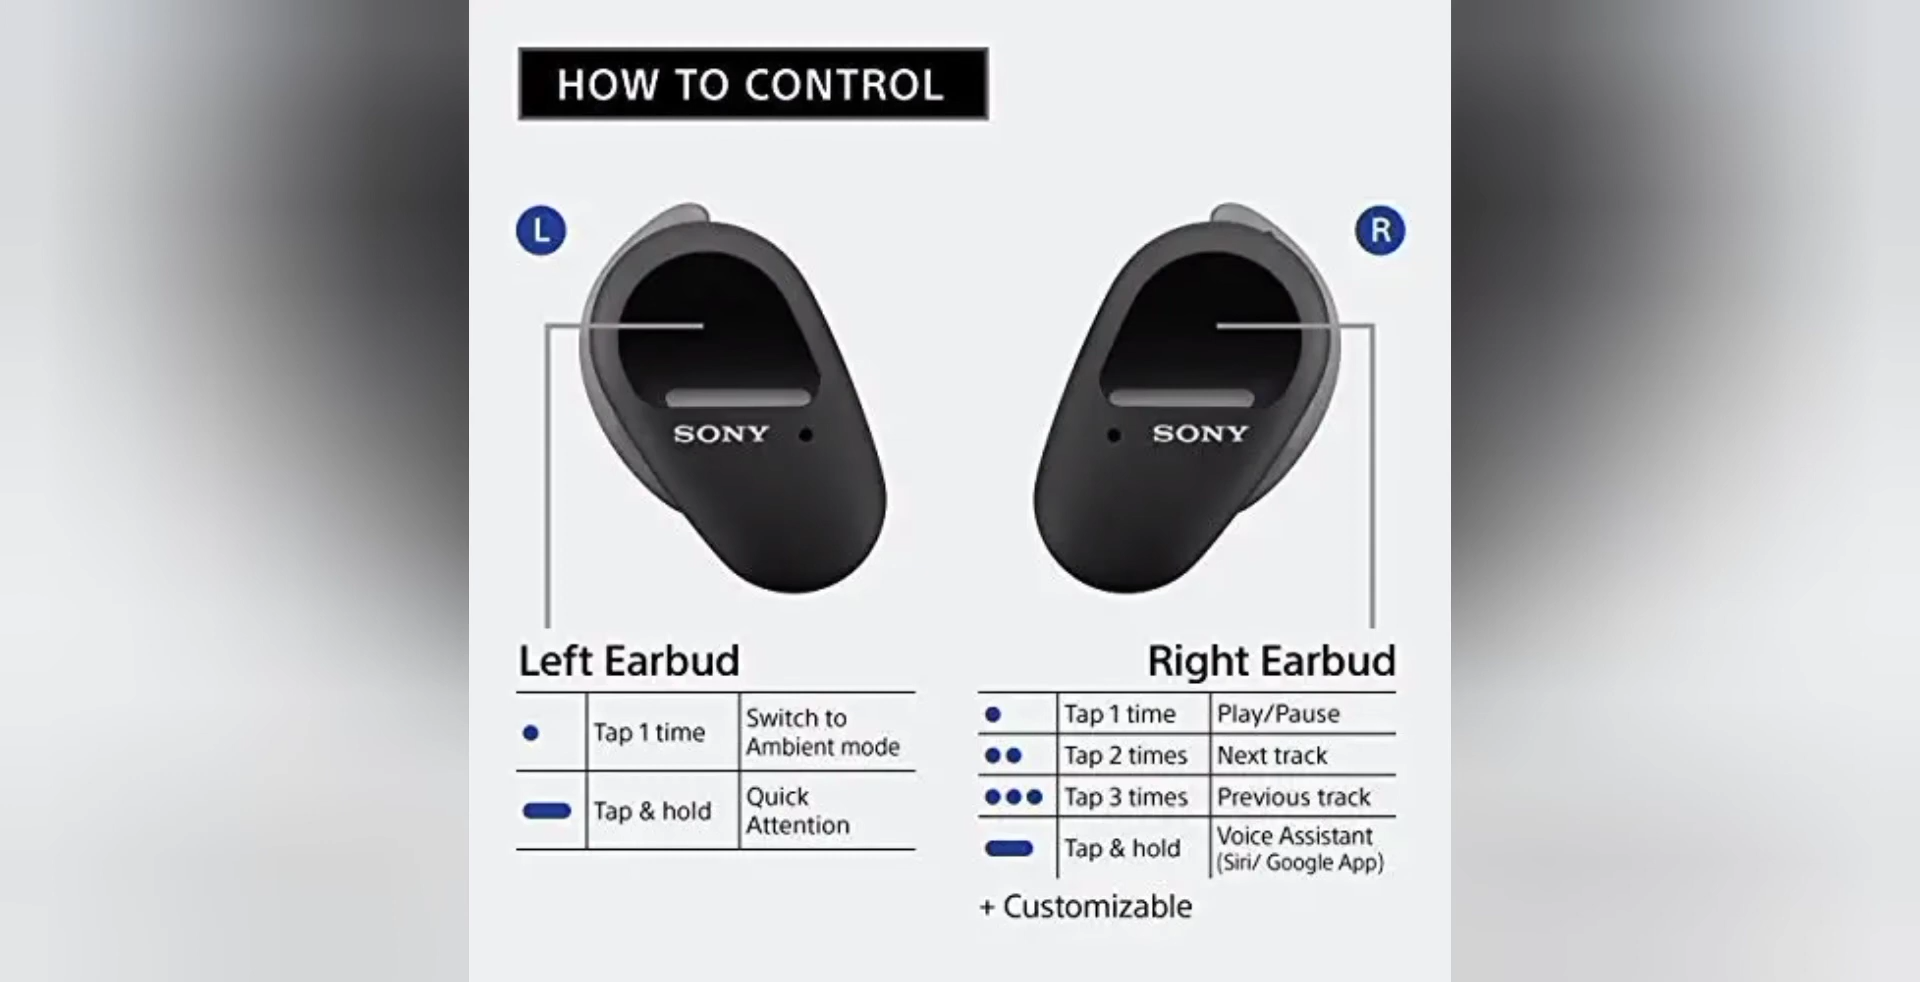 HOW TO CONTROL
L
R
SONY
SONY
Left Earbud
Tap 1 time
Switch to
Ambient mode
Tap & hold
Quick
Attention
Right Earbud
Tap 1 time
Play/Pause
Tap 2 times
Next track
Tap 3 times
Previous track
Tap & hold
Voice Assistant
(Siri/ Google App)
+ Customizable